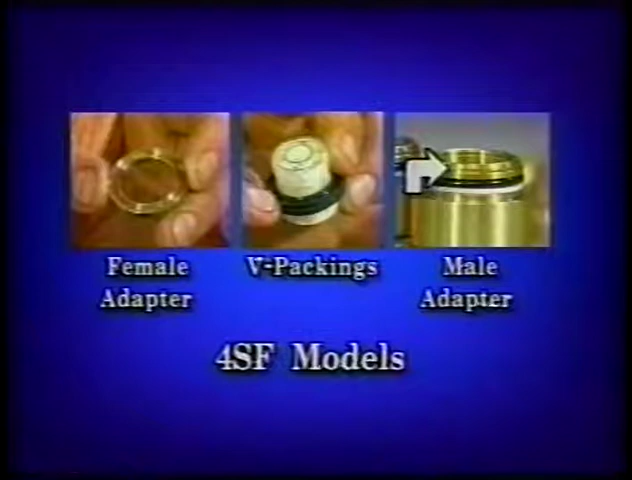 Female
Adapter
V-Packings
Male
Adapter
4SF Models